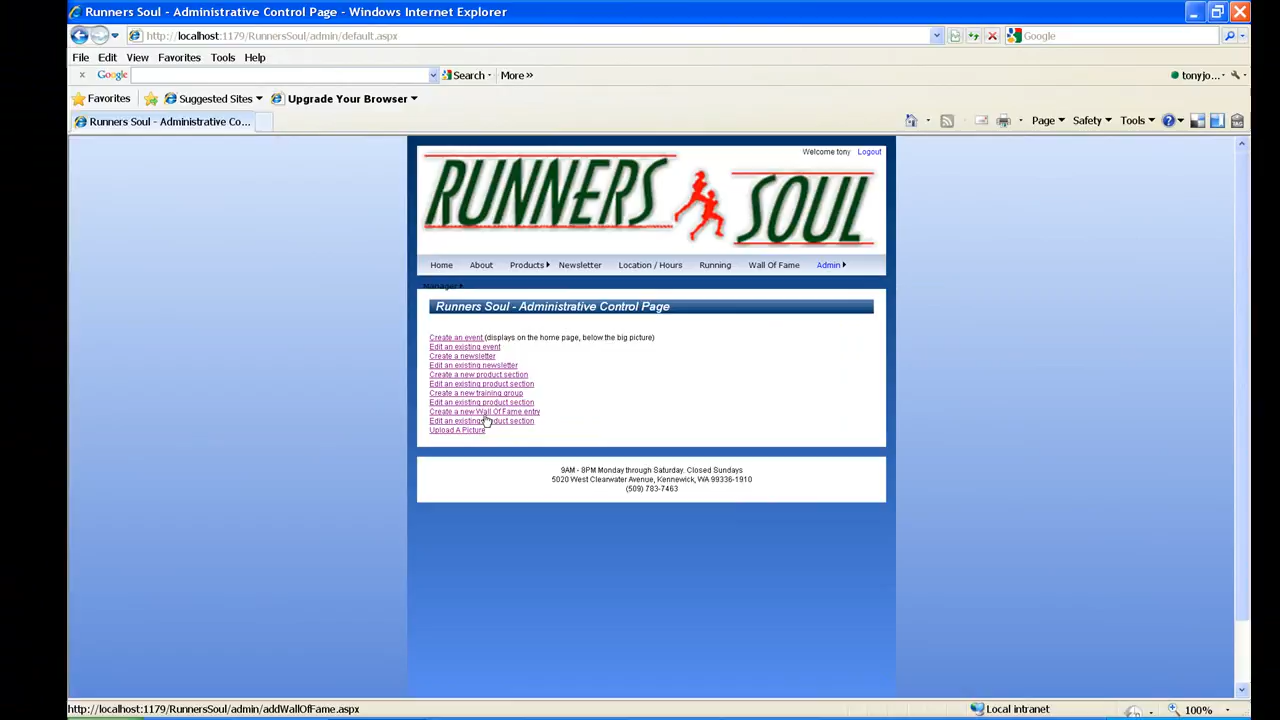 Runners Soul - Administrative Control Page - Windows Internet Explorer
http://localhost:1179/RunnersSoul/admin/default.aspx
Google
File Edit View Favorites Tools Help
x Google Search More »
tonyjo...
Favorites Suggested Sites Upgrade Your Browser
Runners Soul - Administrative Co...
Page Safety Tools
Welcome tony Logout
RUNNERS SOUL
Home About Products Newsletter Location / Hours Running Wall Of Fame Admin
Manager
Runners Soul - Administrative Control Page
Create an event (displays on the home page, below the big picture)
Edit an existing event
Create a newsletter
Edit an existing newsletter
Create a new product section
Edit an existing product section
Create a new training group
Edit an existing product section
Create a new Wall Of Fame entry
Edit an existing product section
Upload A Picture
9AM - 8PM Monday through Saturday. Closed Sundays
5020 West Clearwater Avenue, Kennewick, WA 99336-1910
(509) 783-7463
http://localhost:1179/RunnersSoul/admin/addWallOfFame.aspx
Local intranet
100%